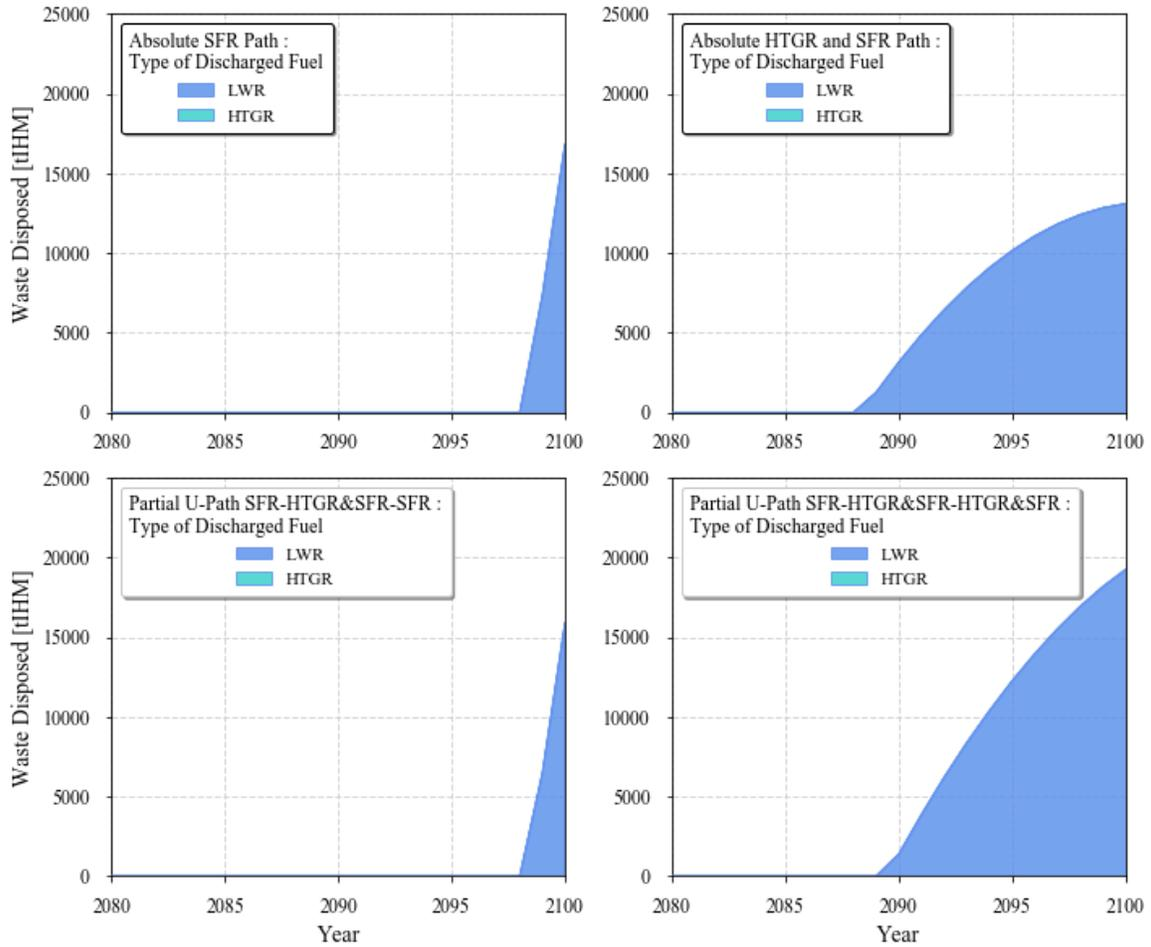 25000
20000
15000
10000
5000
0
Waste Disposed [tIHM]
Absolute SFR Path :
Type of Discharged Fuel
LWR
HTGR
2080 2085 2090 2095 2100
25000
20000
15000
10000
5000
0
Absolute HTGR and SFR Path :
Type of Discharged Fuel
LWR
HTGR
2080 2085 2090 2095 2100
25000
20000
15000
10000
5000
0
Waste Disposed [tIHM]
Partial U-Path SFR-HTGR&SFR-SFR :
Type of Discharged Fuel
LWR
HTGR
2080 2085 2090 2095 2100
Year
25000
20000
15000
10000
5000
0
Partial U-Path SFR-HTGR&SFR-HTGR&SFR :
Type of Discharged Fuel
LWR
HTGR
2080 2085 2090 2095 2100
Year